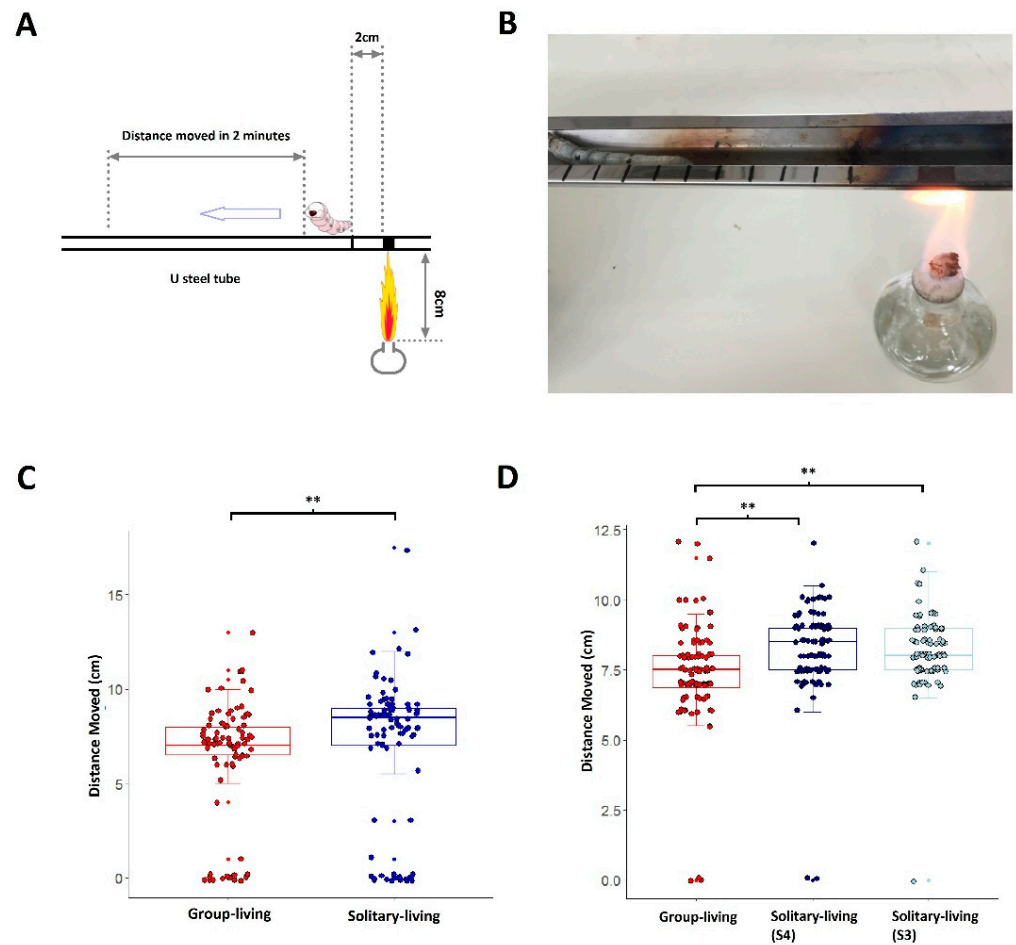 A
2cm
Distance moved in 2 minutes
U steel tube
8cm
B
C
**
Distance Moved (cm)
15
10
5
0
Group-living
Solitary-living
D
**
**
Distance Moved (cm)
12.5
10.0
7.5
5.0
2.5
0.0
Group-living
Solitary-living
(S4)
Solitary-living
(S3)